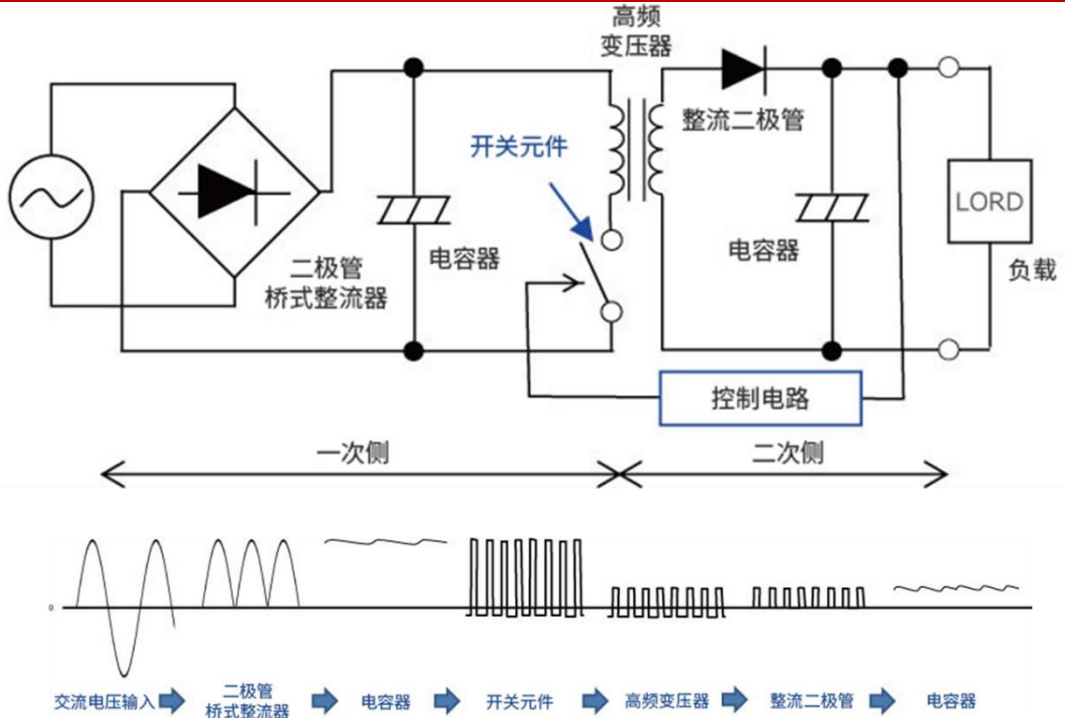 高频
变压器
整流二极管
开关元件
电容器
二极管
桥式整流器
电容器
LORD
负载
控制电路
一次侧
二次侧
0
交流电压输入
二极管
桥式整流器
电容器
开关元件
高频变压器
整流二极管
电容器